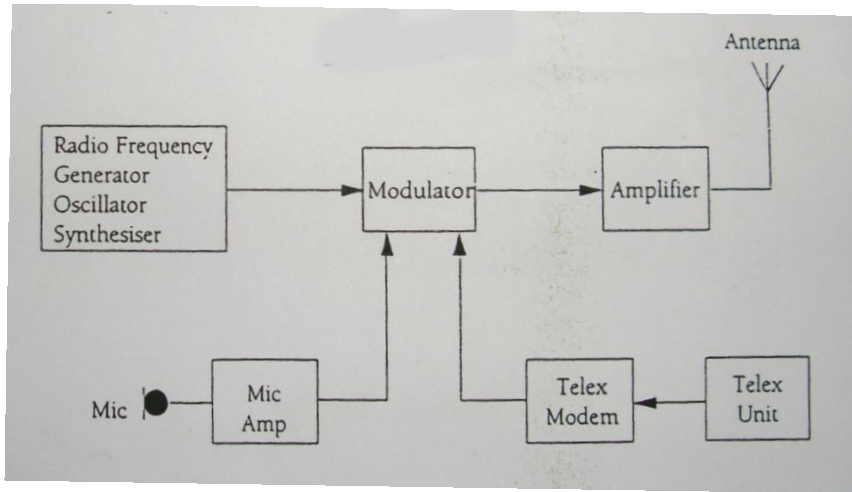 Antenna
Radio Frequency
Generator
Oscillator
Synthesiser
Modulator
Amplifier
Mic
Mic
Amp
Telex
Modem
Telex
Unit